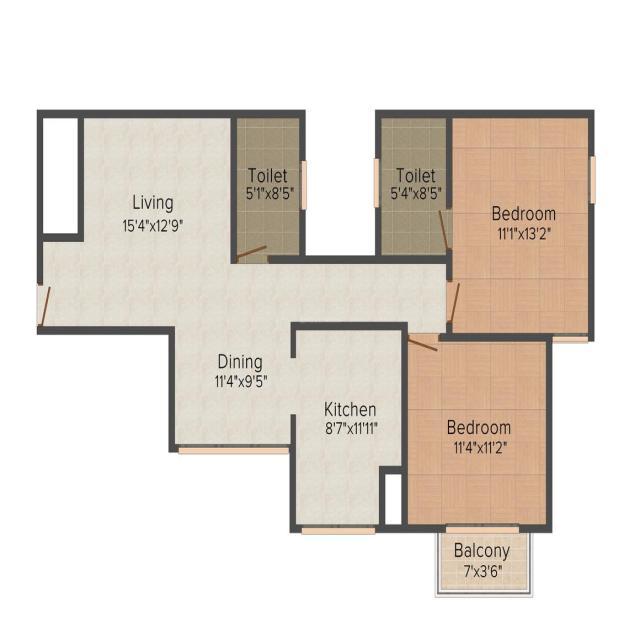 Living
15'4"x12'9"
Toilet
5'1"x8'5"
Toilet
5'4"x8'5"
Bedroom
11'1"x13'2"
Dining
11'4"x9'5"
Kitchen
8'7"x11'11"
Bedroom
11'4"x11'2"
Balcony
7'x3'6"